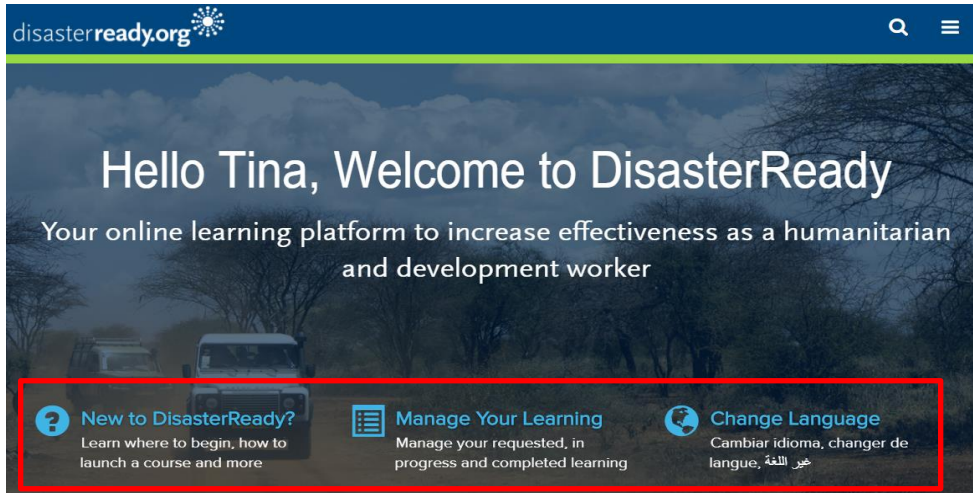 disasterready.org
Hello Tina, Welcome to DisasterReady
Your online learning platform to increase effectiveness as a humanitarian
and development worker
New to DisasterReady?
Learn where to begin, how to
launch a course and more
Manage Your Learning
Manage your requested, in
progress and completed learning
Change Language
Cambiar idioma, changer de
langue, غير اللغة